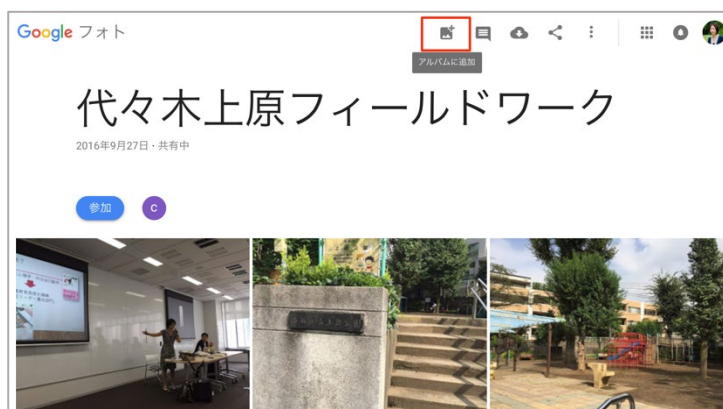 Google フォト
アルバムに追加
代々木上原フィールドワーク
2016年9月27日・共有中
参加
C